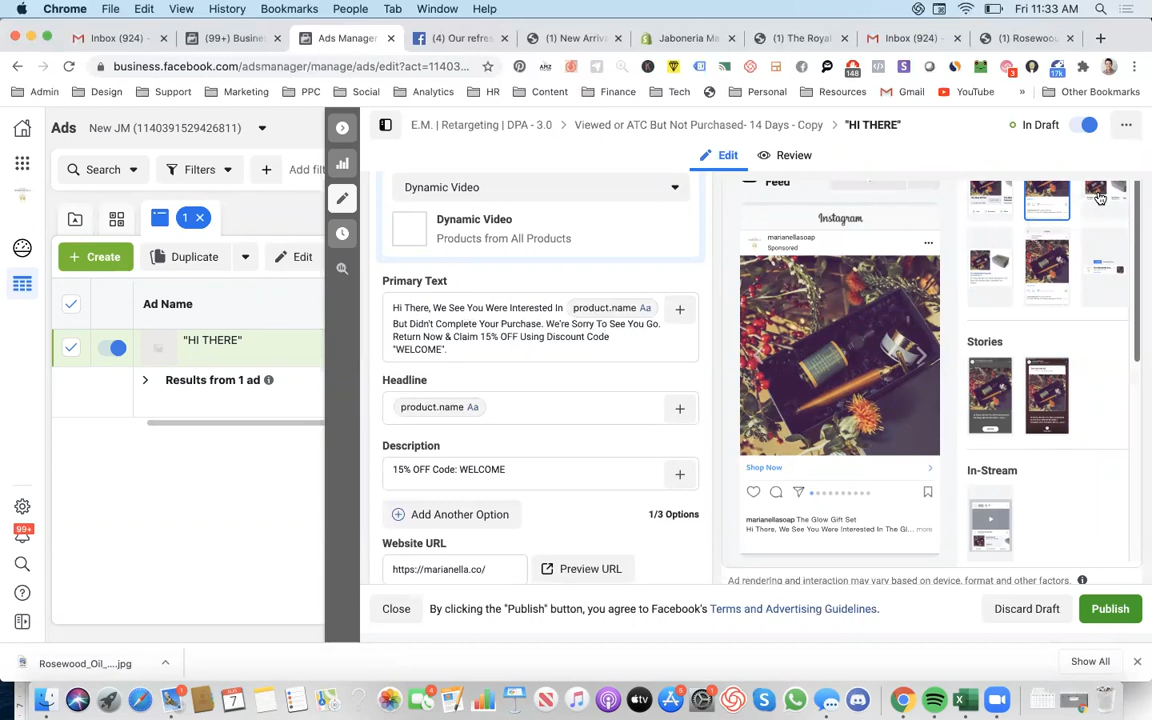 Chrome File Edit View History Bookmarks People Tab Window Help Fri 11:33 AM
Inbox (924) - (99+) Busine Ads Manager (4) Our refres (1) New Arriva Jaboneria Ma (1) The Royal Inbox (924) - (1) Rosewoo
business.facebook.com/adsmanager/manage/ads/edit?act=11403... 148 3 17k
Admin Design Support Marketing PPC Social Analytics HR Content Finance Tech Personal Resources Gmail YouTube » Other Bookmarks
Ads New JM (1140391529426811)
E.M. | Retargeting | DPA - 3.0 Viewed or ATC But Not Purchased- 14 Days - Copy "HI THERE" In Draft
Edit Review
Search Filters Add filt
1
Create Duplicate Edit
Ad Name
"HI THERE"
Results from 1 ad
Dynamic Video
Dynamic Video
Products from All Products
Primary Text
Hi There, We See You Were Interested In product.name Aa
But Didn't Complete Your Purchase. We're Sorry To See You Go.
Return Now & Claim 15% OFF Using Discount Code
"WELCOME".
Headline
product.name Aa
Description
15% OFF Code: WELCOME
Add Another Option 1/3 Options
Website URL
https://marianella.co/ Preview URL
Feed
Instagram
marianellasoap
Sponsored
Shop Now
marianellasoap The Glow Gift Set
Hi There, We See You Were Interested In The Gl... more
Stories
In-Stream
Ad rendering and interaction may vary based on device, format and other factors.
Close By clicking the "Publish" button, you agree to Facebook's Terms and Advertising Guidelines. Discard Draft Publish
99+
Rosewood_Oil_....jpg Show All